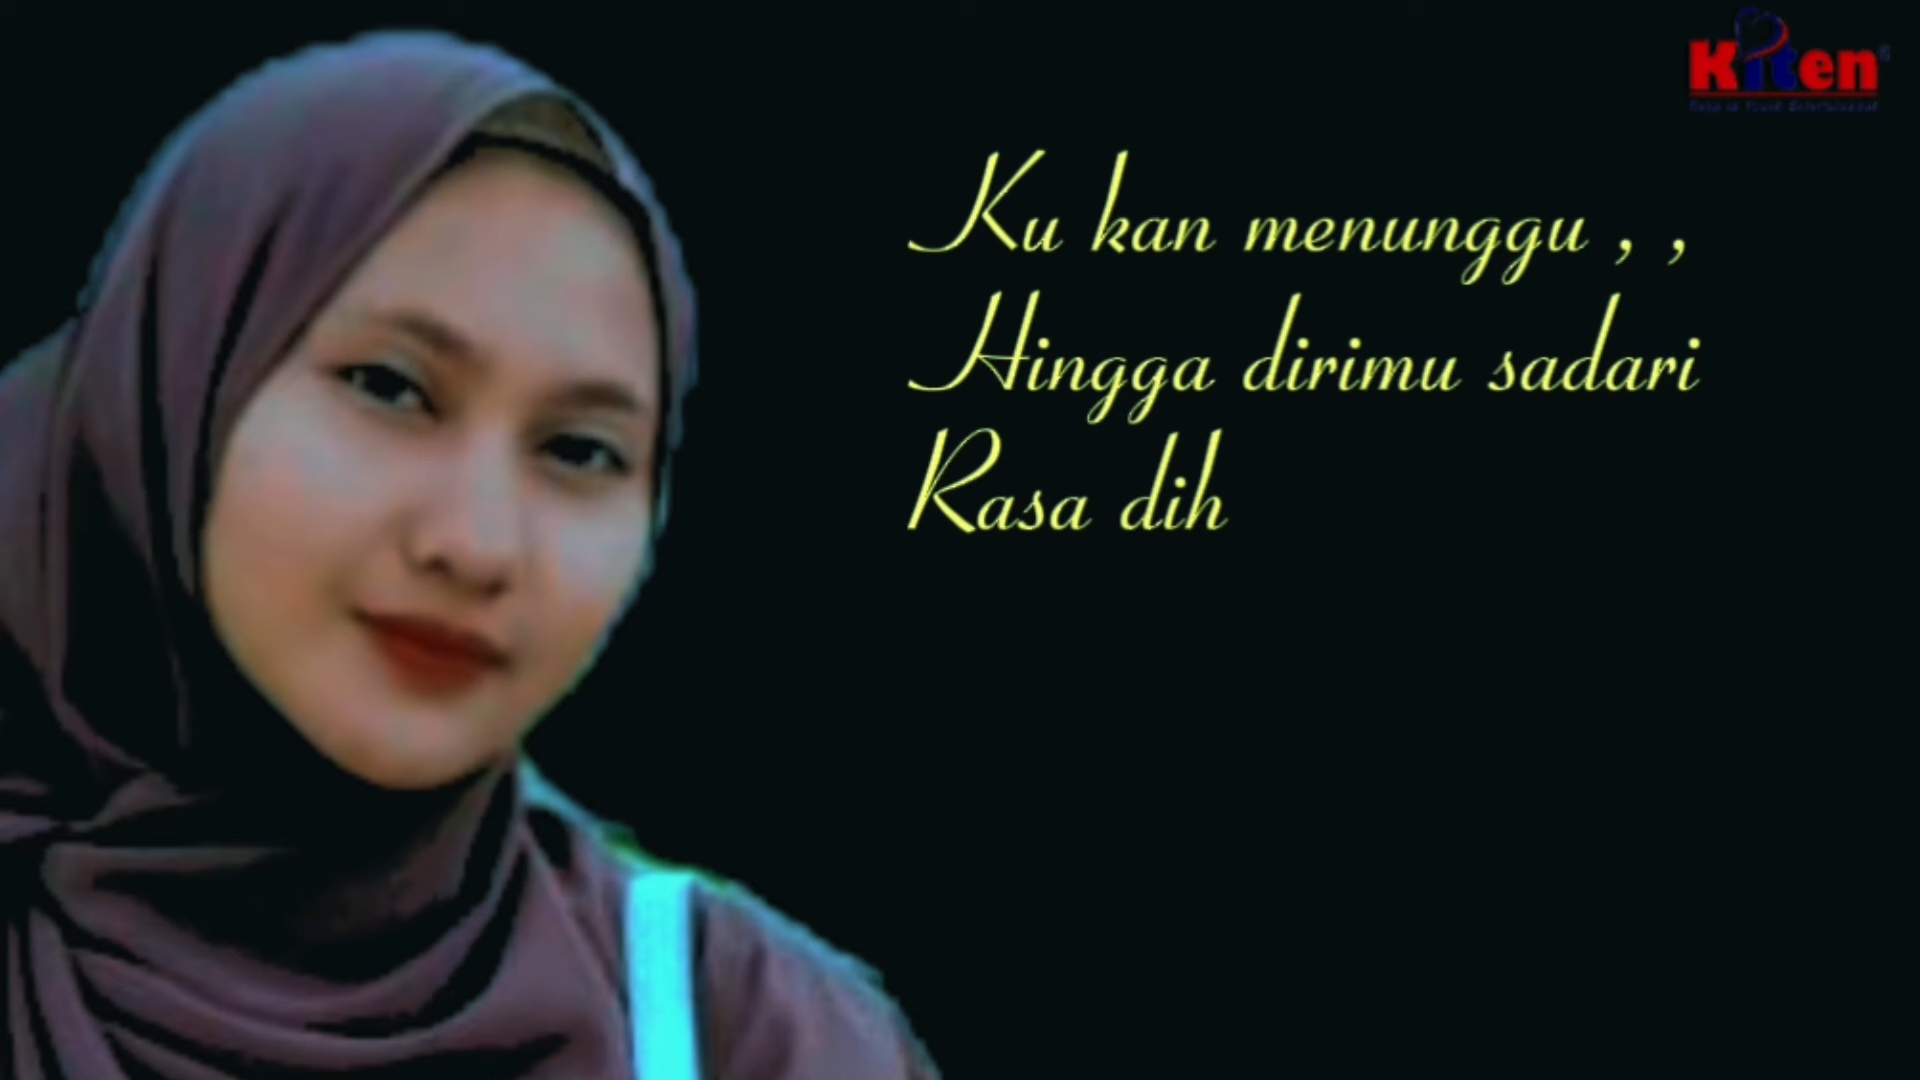 Kiten
Ku kan menunggu , ,
Hingga dirimu sadari
Rasa dih